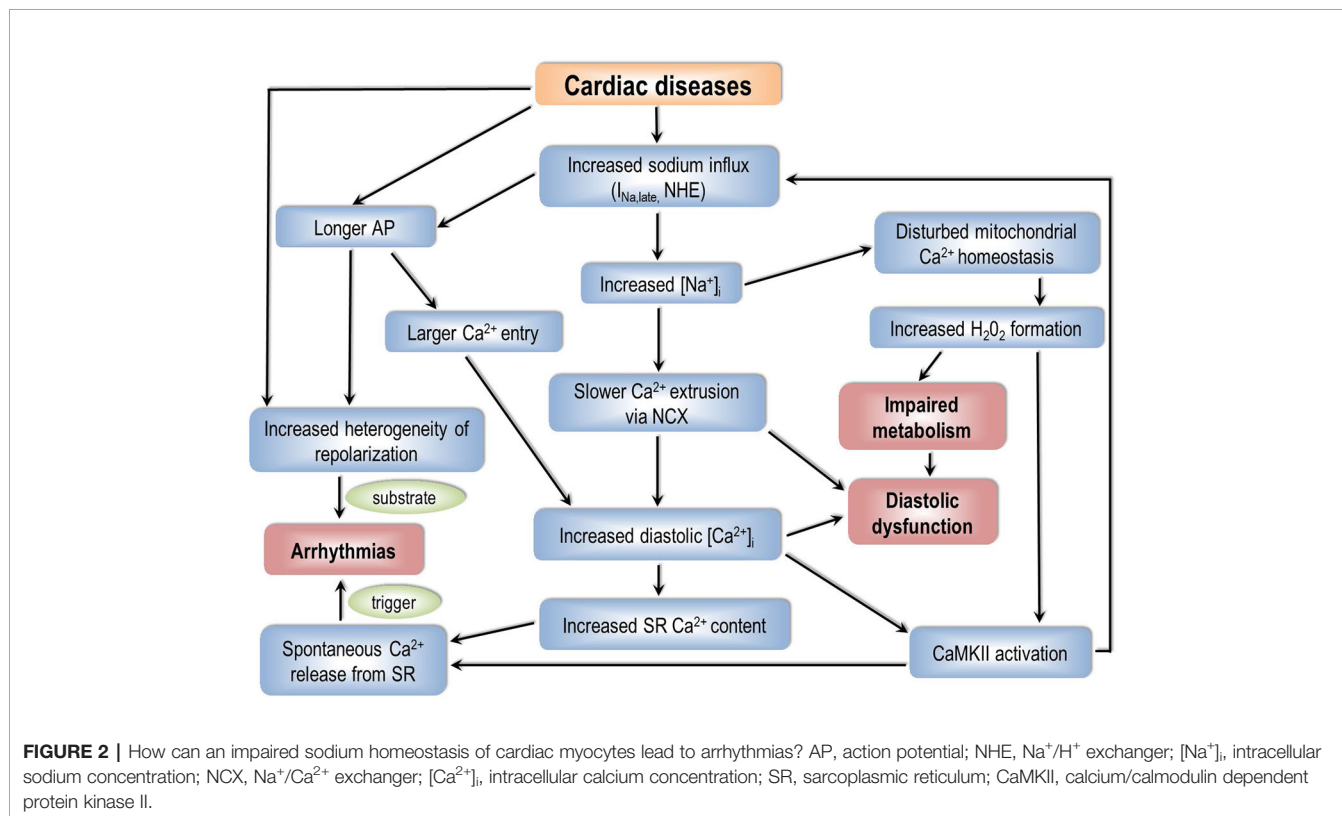 Cardiac diseases
Increased sodium influx
(I_Na,late, NHE)
Longer AP
Disturbed mitochondrial
Ca²⁺ homeostasis
Increased [Na⁺]ᵢ
Larger Ca²⁺ entry
Increased H₂0₂ formation
Slower Ca²⁺ extrusion
via NCX
Impaired
metabolism
Increased heterogeneity of
repolarization
substrate
Diastolic
dysfunction
Arrhythmias
Increased diastolic [Ca²⁺]ᵢ
trigger
Increased SR Ca²⁺ content
Spontaneous Ca²⁺
release from SR
CaMKII activation
FIGURE 2 | How can an impaired sodium homeostasis of cardiac myocytes lead to arrhythmias? AP, action potential; NHE, Na⁺/H⁺ exchanger; [Na⁺]ᵢ, intracellular
sodium concentration; NCX, Na⁺/Ca²⁺ exchanger; [Ca²⁺]ᵢ, intracellular calcium concentration; SR, sarcoplasmic reticulum; CaMKII, calcium/calmodulin dependent
protein kinase II.